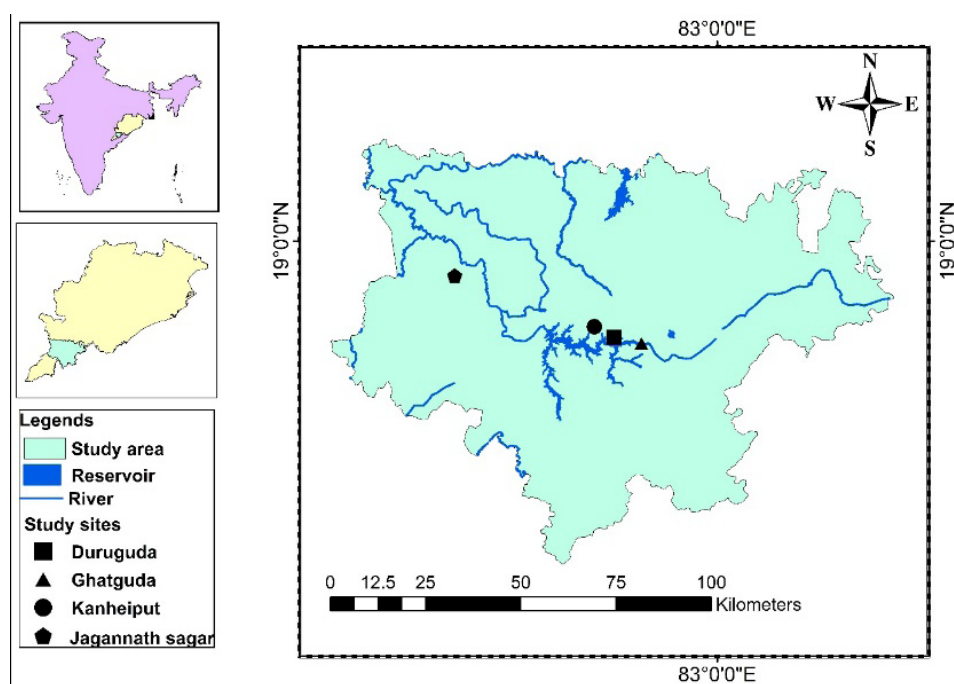 83°0'0"E
N
W E
S
19°0'0"N
19°0'0"N
Legends
Study area
Reservoir
River
Study sites
Duruguda
Ghatguda
Kanheiput
Jagannath sagar
0 12.5 25 50 75 100
Kilometers
83°0'0"E